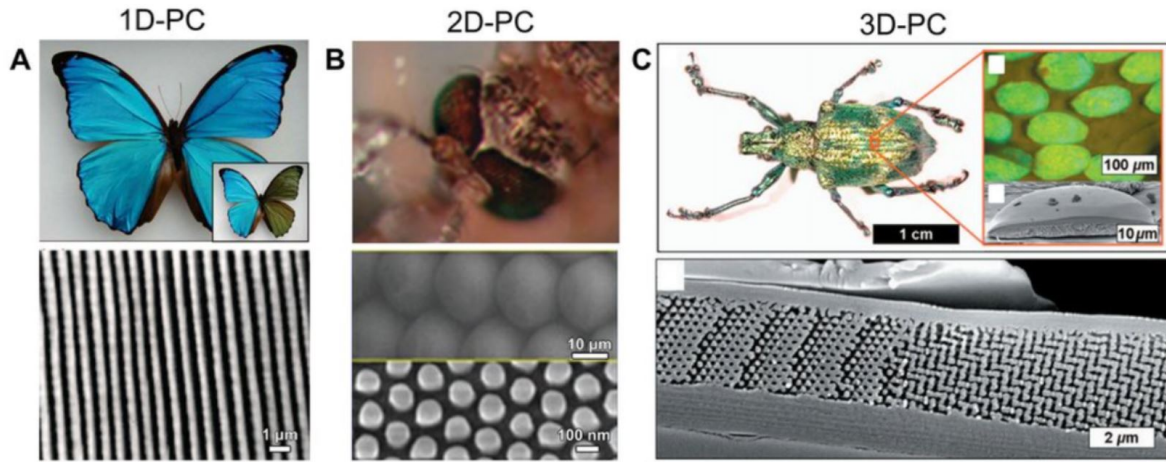 1D-PC
2D-PC
3D-PC
A
B
C
100 µm
10 µm
1 cm
10 µm
1 µm
100 nm
2 µm